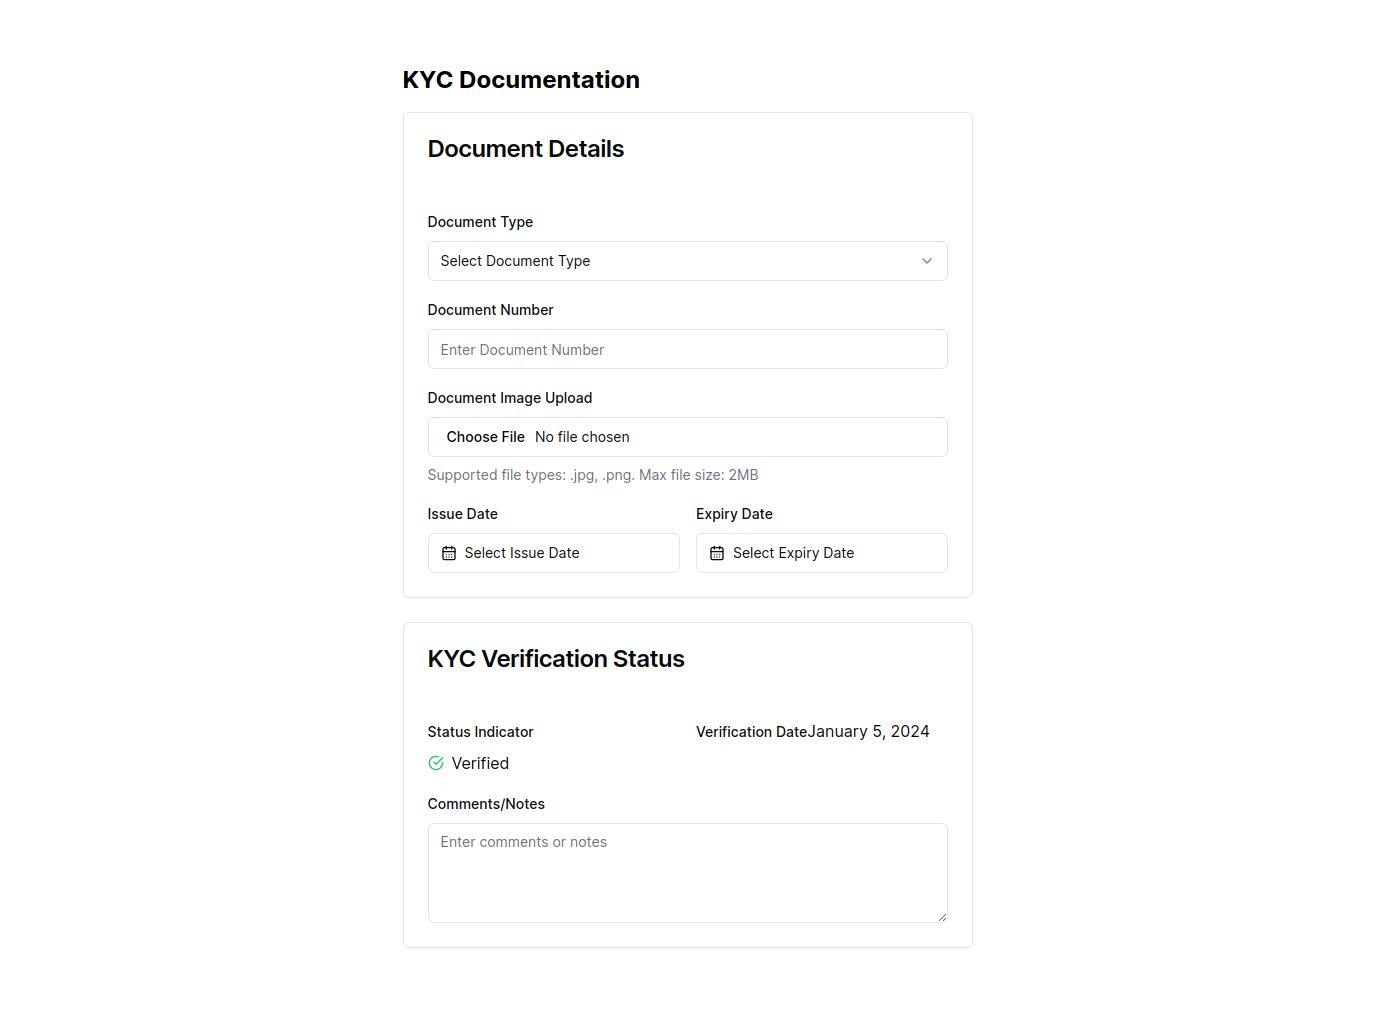 KYC Documentation
Document Details
Document Type
Select Document Type
Document Number
Enter Document Number
Document Image Upload
Choose File No file chosen
Supported file types: .jpg, .png. Max file size: 2MB
Issue Date
Expiry Date
Select Issue Date
Select Expiry Date
KYC Verification Status
Status Indicator
Verification DateJanuary 5, 2024
Verified
Comments/Notes
Enter comments or notes